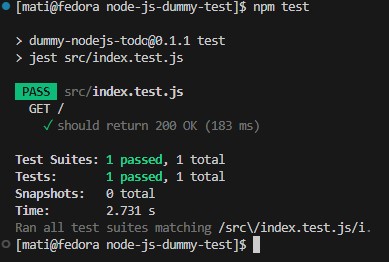 [mati@fedora node-js-dummy-test]$ npm test
> dummy-nodejs-todo@0.1.1 test
> jest src/index.test.js
PASS src/index.test.js
GET /
✓ should return 200 OK (183 ms)
Test Suites: 1 passed, 1 total
Tests: 1 passed, 1 total
Snapshots: 0 total
Time: 2.731 s
Ran all test suites matching /src\/index.test.js/i.
[mati@fedora node-js-dummy-test]$